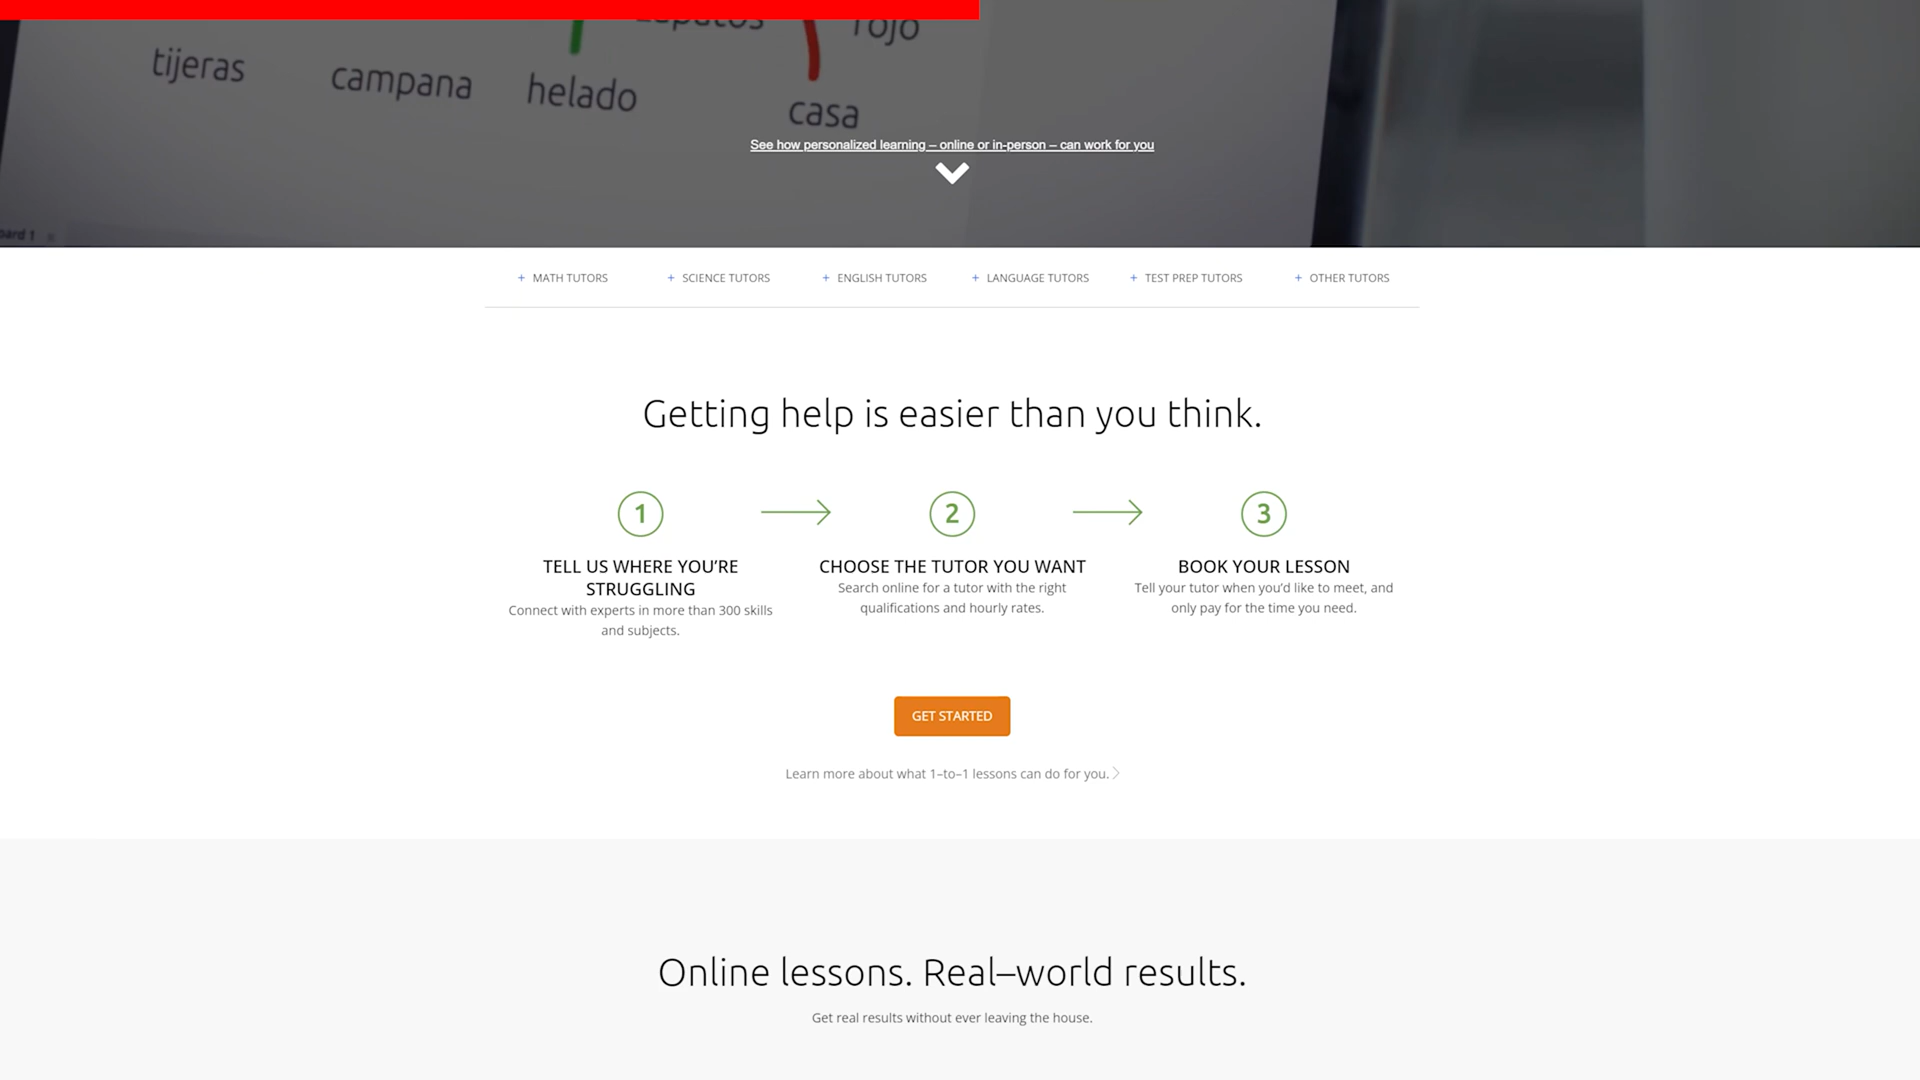 zapatos
rojo
tijeras
campana
helado
casa
See how personalized learning – online or in-person – can work for you
+ MATH TUTORS
+ SCIENCE TUTORS
+ ENGLISH TUTORS
+ LANGUAGE TUTORS
+ TEST PREP TUTORS
+ OTHER TUTORS
Getting help is easier than you think.
1
TELL US WHERE YOU’RE
STRUGGLING
Connect with experts in more than 300 skills
and subjects.
2
CHOOSE THE TUTOR YOU WANT
Search online for a tutor with the right
qualifications and hourly rates.
3
BOOK YOUR LESSON
Tell your tutor when you’d like to meet, and
only pay for the time you need.
GET STARTED
Learn more about what 1–to–1 lessons can do for you.
Online lessons. Real–world results.
Get real results without ever leaving the house.